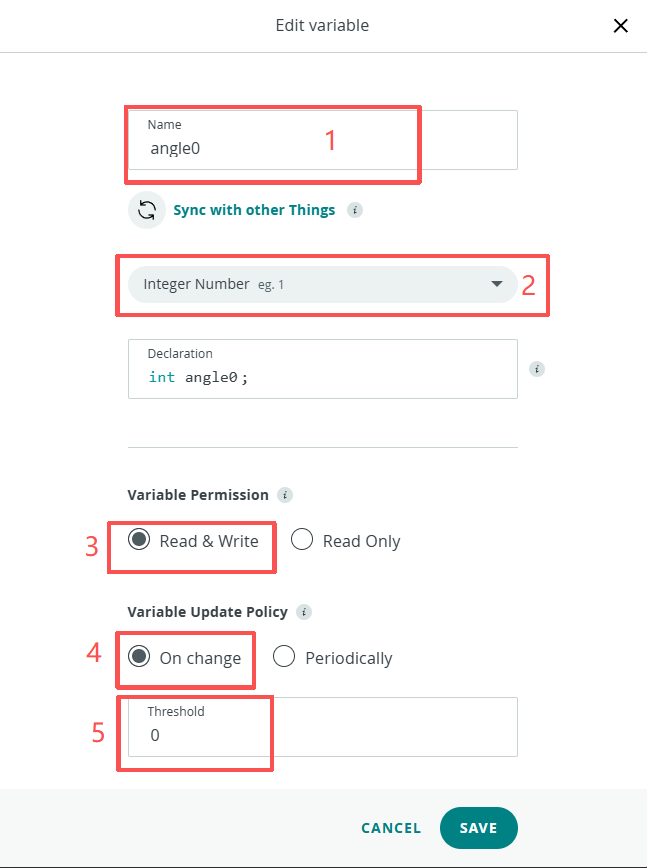 Edit variable
Name
angle0
1
Sync with other Things i
Integer Number eg. 1
2
Declaration
int angle0;
i
Variable Permission i
3
Read & Write Read Only
Variable Update Policy i
4
On change Periodically
Threshold
0
5
CANCEL SAVE